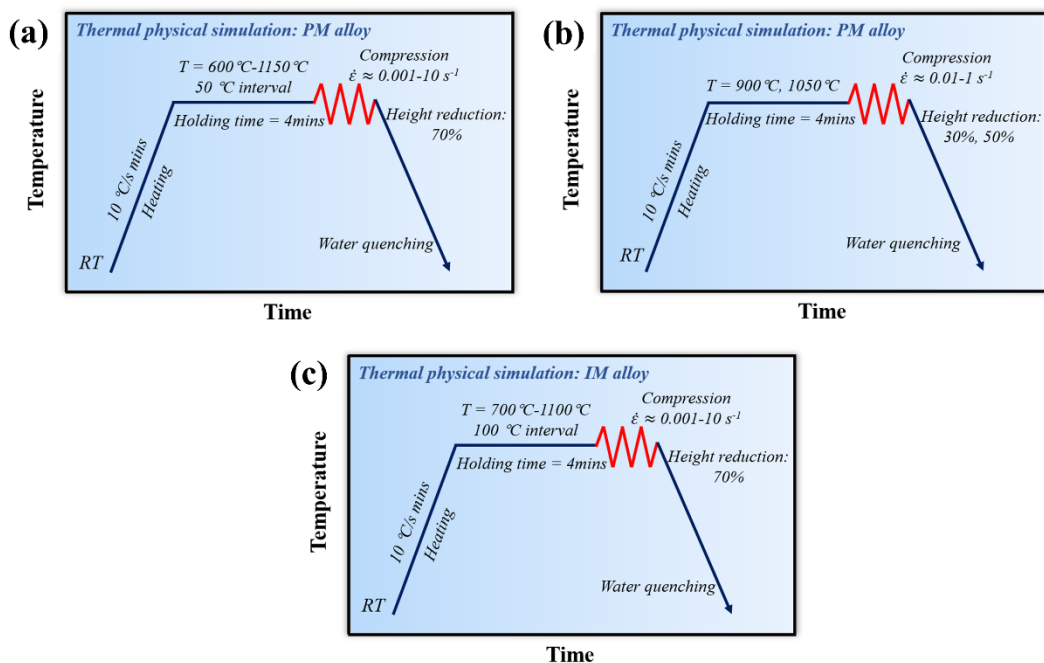 (a)
Thermal physical simulation: PM alloy
T = 600℃-1150℃
50 ℃ interval
Compression
ε̇ ≈ 0.001-10 s⁻¹
Holding time = 4mins
Height reduction:
70%
10 ℃/s mins
Heating
RT
Water quenching
Temperature
Time
(b)
Thermal physical simulation: PM alloy
T = 900℃, 1050℃
Compression
ε̇ ≈ 0.01-1 s⁻¹
Holding time = 4mins
Height reduction:
30%, 50%
10 ℃/s mins
Heating
RT
Water quenching
Temperature
Time
(c)
Thermal physical simulation: IM alloy
T = 700℃-1100℃
100 ℃ interval
Compression
ε̇ ≈ 0.001-10 s⁻¹
Holding time = 4mins
Height reduction:
70%
10 ℃/s mins
Heating
RT
Water quenching
Temperature
Time